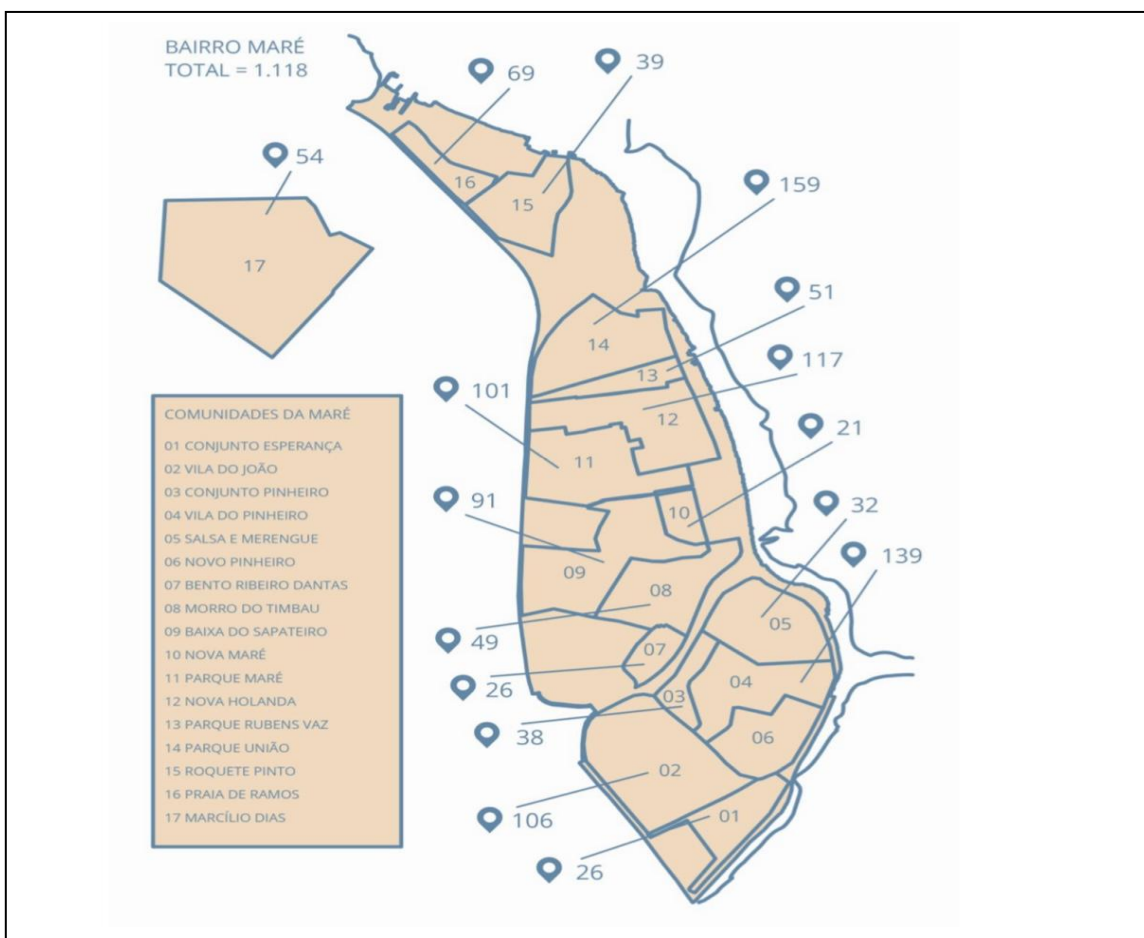 BAIRRO MARÉ
TOTAL = 1.118
69
39
54
159
16
15
17
51
14
13
117
101
12
21
11
91
10
32
139
09
08
05
49
07
04
26
03
38
06
02
106
01
26
COMUNIDADES DA MARÉ
01 CONJUNTO ESPERANÇA
02 VILA DO JOÃO
03 CONJUNTO PINHEIRO
04 VILA DO PINHEIRO
05 SALSA E MERENGUE
06 NOVO PINHEIRO
07 BENTO RIBEIRO DANTAS
08 MORRO DO TIMBAU
09 BAIXA DO SAPATEIRO
10 NOVA MARÉ
11 PARQUE MARÉ
12 NOVA HOLANDA
13 PARQUE RUBENS VAZ
14 PARQUE UNIÃO
15 ROQUETE PINTO
16 PRAIA DE RAMOS
17 MARCÍLIO DIAS